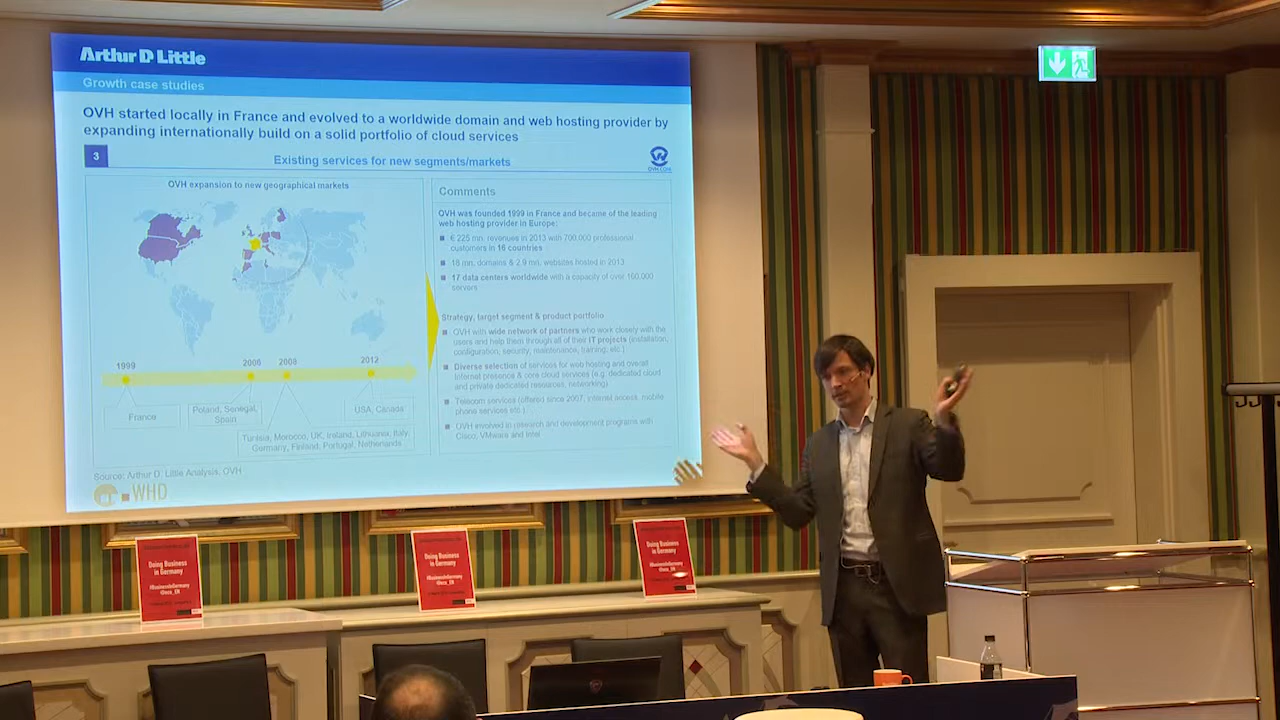 Arthur D Little
Growth case studies
OVH started locally in France and evolved to a worldwide domain and web hosting provider by
expanding internationally build on a solid portfolio of cloud services
3
Existing services for new segments/markets
OVH.COM
OVH expansion to new geographical markets
1999
2006
2008
2012
France
Poland, Senegal,
Spain
USA, Canada
Tunisia, Morocco, UK, Ireland, Lithuania, Italy,
Germany, Finland, Portugal, Netherlands
Comments
OVH was founded 1999 in France and became of the leading
web hosting provider in Europe:
€ 225 mn. revenues in 2013 with 700.000 professional
customers in 16 countries
18 mn. domains & 2.9 mn. websites hosted in 2013
17 data centers worldwide with a capacity of over 160.000
servers
Strategy, target segment & product portfolio
OVH with wide network of partners who work closely with the
users and help them through all of their IT projects (installation,
configuration, security, maintenance, training, etc.)
Diverse selection of services for web hosting and overall
Internet presence & core cloud services (e.g. dedicated cloud
and private dedicated resources, networking)
Telecom services (offered since 2007, internet access, mobile
phone services etc.)
OVH involved in research and development programs with
Cisco, VMware and Intel
Source: Arthur D. Little Analysis, OVH
WHD
Doing Business
in Germany
#BusinessInGermany
@eco_EN
Doing Business
in Germany
#BusinessInGermany
@eco_EN
Doing Business
in Germany
#BusinessInGermany
@eco_EN